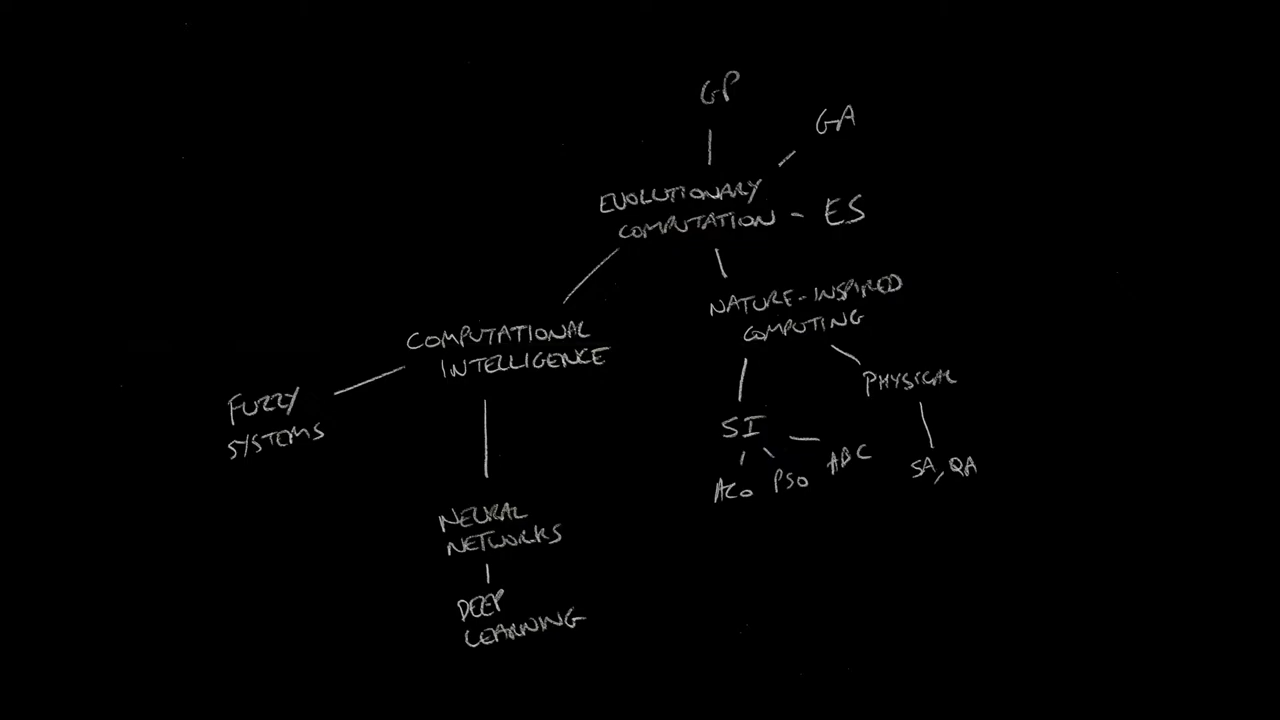 GP
GA
EVOLUTIONARY
COMPUTATION - ES
NATURE-INSPIRED
COMPUTING
COMPUTATIONAL
INTELLIGENCE
PHYSICAL
FUZZY
SYSTEMS
SI
ABC
ACO PSO
SA, QA
NEURAL
NETWORKS
DEEP
LEARNING